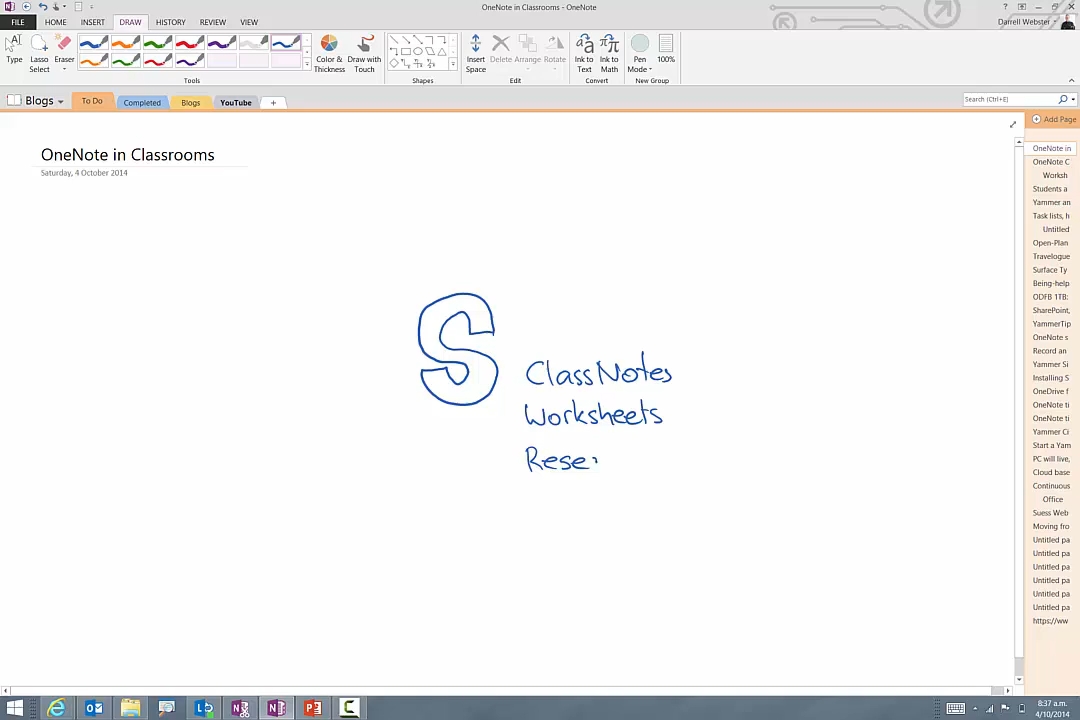 OneNote in Classrooms - OneNote
FILE HOME INSERT DRAW HISTORY REVIEW VIEW
Darrell Webster
Type
Lasso Select
Eraser
Color & Thickness
Draw with Touch
Insert Space
Delete
Arrange
Rotate
Ink to Text
Ink to Math
Pen Mode
100%
Tools Shapes Edit Convert New Group
Blogs To Do Completed Blogs YouTube +
Search (Ctrl+E)
Add Page
OneNote in Classrooms
Saturday, 4 October 2014
S
ClassNotes
Worksheets
Rese
OneNote in
OneNote C
Worksh
Students a
Yammer an
Task lists, h
Untitled
Open-Plan
Travelogue
Surface Ty
Being-help
ODFB 1TB:
SharePoint,
YammerTip
OneNote s
Record an
Yammer Si
Installing S
OneDrive f
OneNote ti
OneNote ti
Yammer Ci
Start a Yam
PC will live,
Cloud base
Continuous
Office
Suess Web
Moving fro
Untitled pa
Untitled pa
Untitled pa
Untitled pa
Untitled pa
Untitled pa
https://ww
8:37 a.m.
4/10/2014